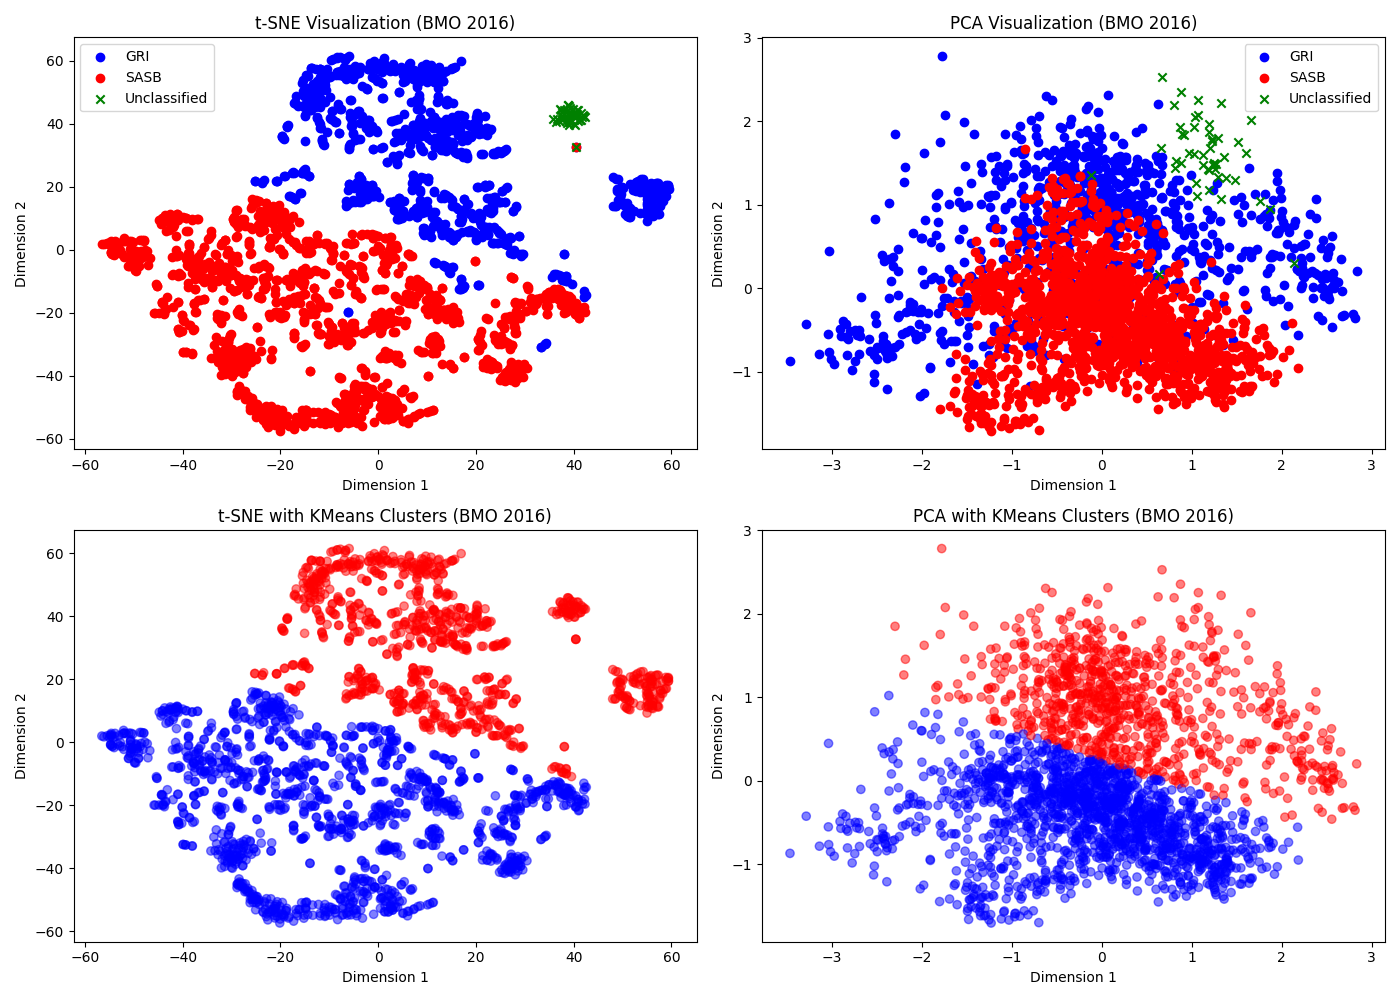 t-SNE Visualization (BMO 2016)
GRI
SASB
Unclassified
60
40
20
0
−20
−40
−60
Dimension 2
−60 −40 −20 0 20 40 60
Dimension 1
PCA Visualization (BMO 2016)
GRI
SASB
Unclassified
3
2
1
0
−1
Dimension 2
−3 −2 −1 0 1 2 3
Dimension 1
t-SNE with KMeans Clusters (BMO 2016)
60
40
20
0
−20
−40
−60
Dimension 2
−60 −40 −20 0 20 40 60
Dimension 1
PCA with KMeans Clusters (BMO 2016)
3
2
1
0
−1
Dimension 2
−3 −2 −1 0 1 2 3
Dimension 1